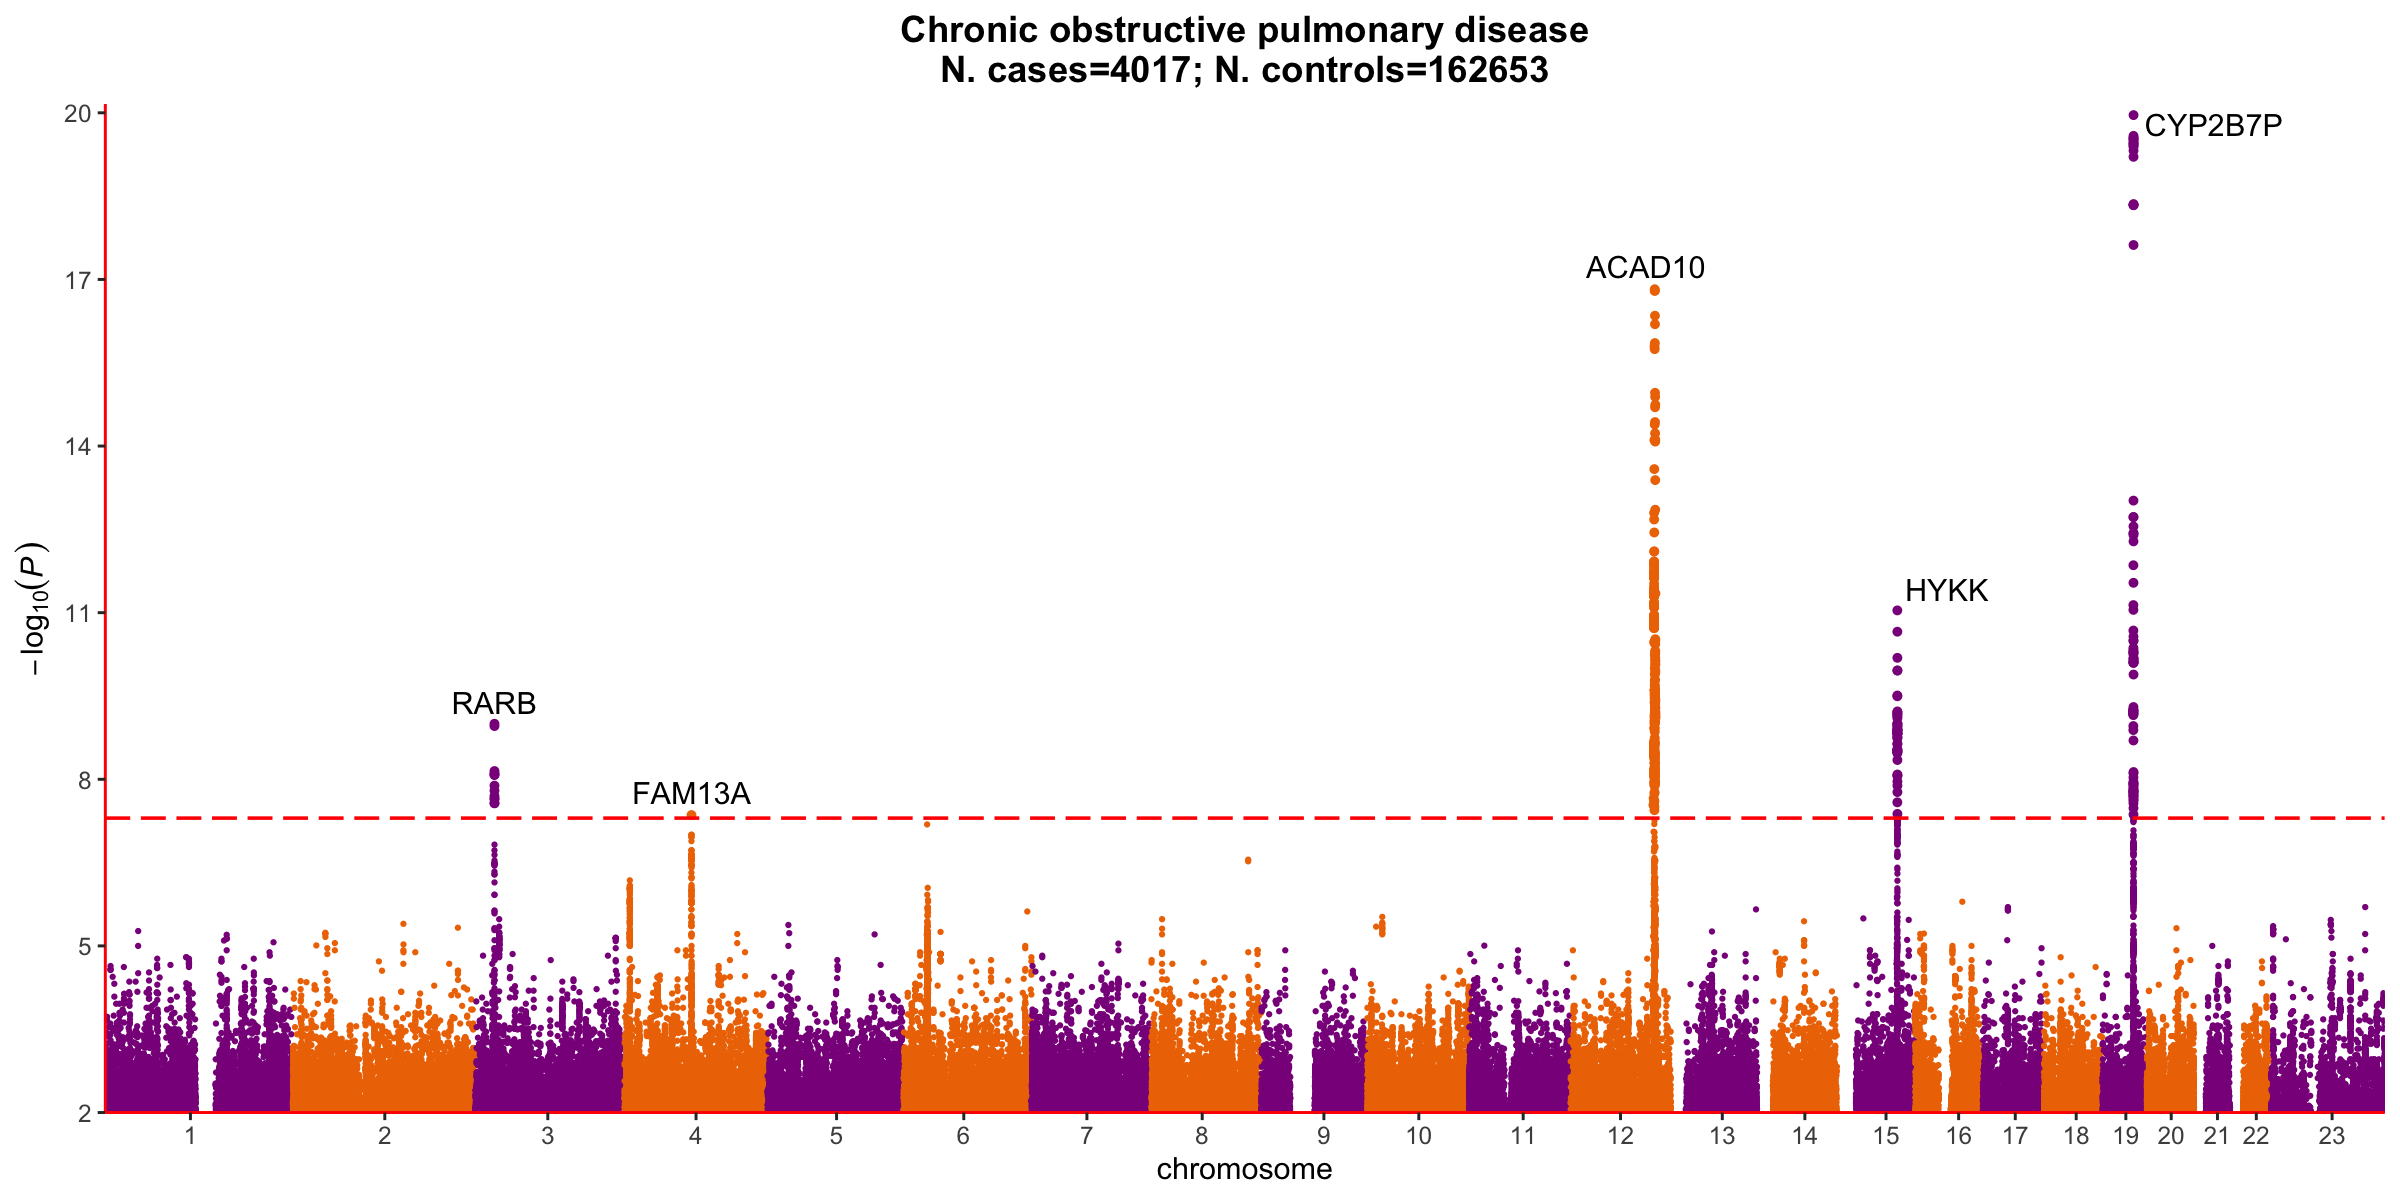 Chronic obstructive pulmonary disease
N. cases=4017; N. controls=162653
20
17
14
11
8
5
2
−log₁₀(P)
CYP2B7P
ACAD10
HYKK
RARB
FAM13A
1 2 3 4 5 6 7 8 9 10 11 12 13 14 15 16 17 18 19 20 21 22 23
chromosome